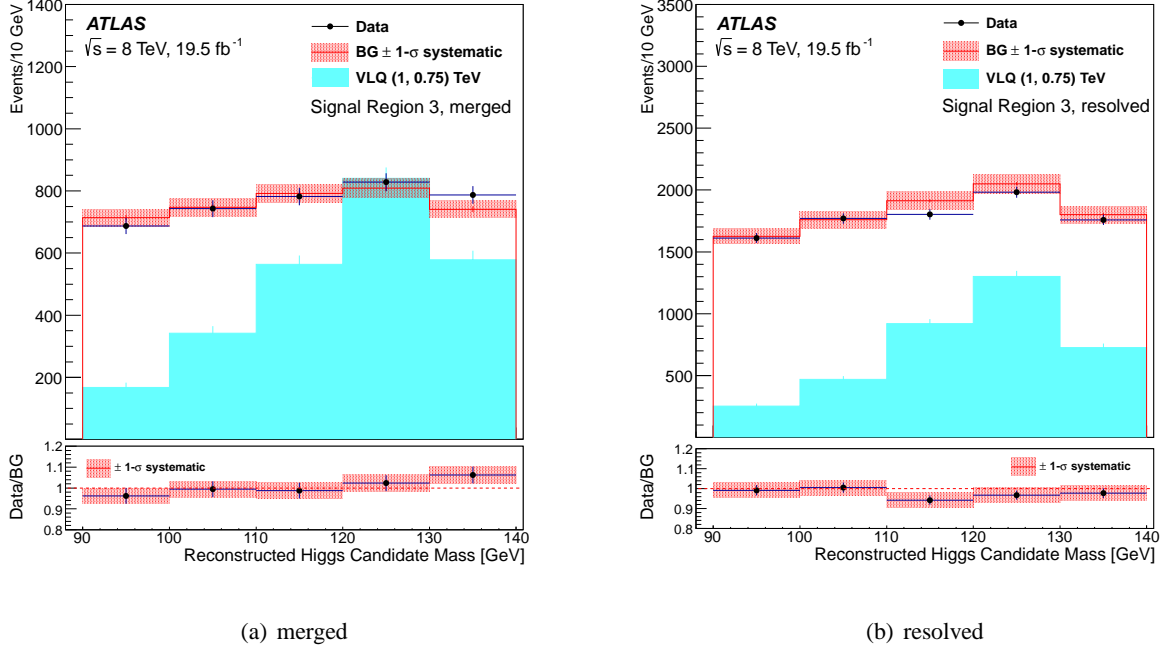 Events/10 GeV
1400
1200
1000
800
600
400
200
ATLAS
√s = 8 TeV, 19.5 fb⁻¹
Data
BG ± 1-σ systematic
VLQ (1, 0.75) TeV
Signal Region 3, merged
Data/BG
1.2
1.1
1
0.9
0.8
± 1-σ systematic
90 100 110 120 130 140
Reconstructed Higgs Candidate Mass [GeV]
(a) merged
Events/10 GeV
3500
3000
2500
2000
1500
1000
500
ATLAS
√s = 8 TeV, 19.5 fb⁻¹
Data
BG ± 1-σ systematic
VLQ (1, 0.75) TeV
Signal Region 3, resolved
Data/BG
1.2
1.1
1
0.9
0.8
± 1-σ systematic
90 100 110 120 130 140
Reconstructed Higgs Candidate Mass [GeV]
(b) resolved